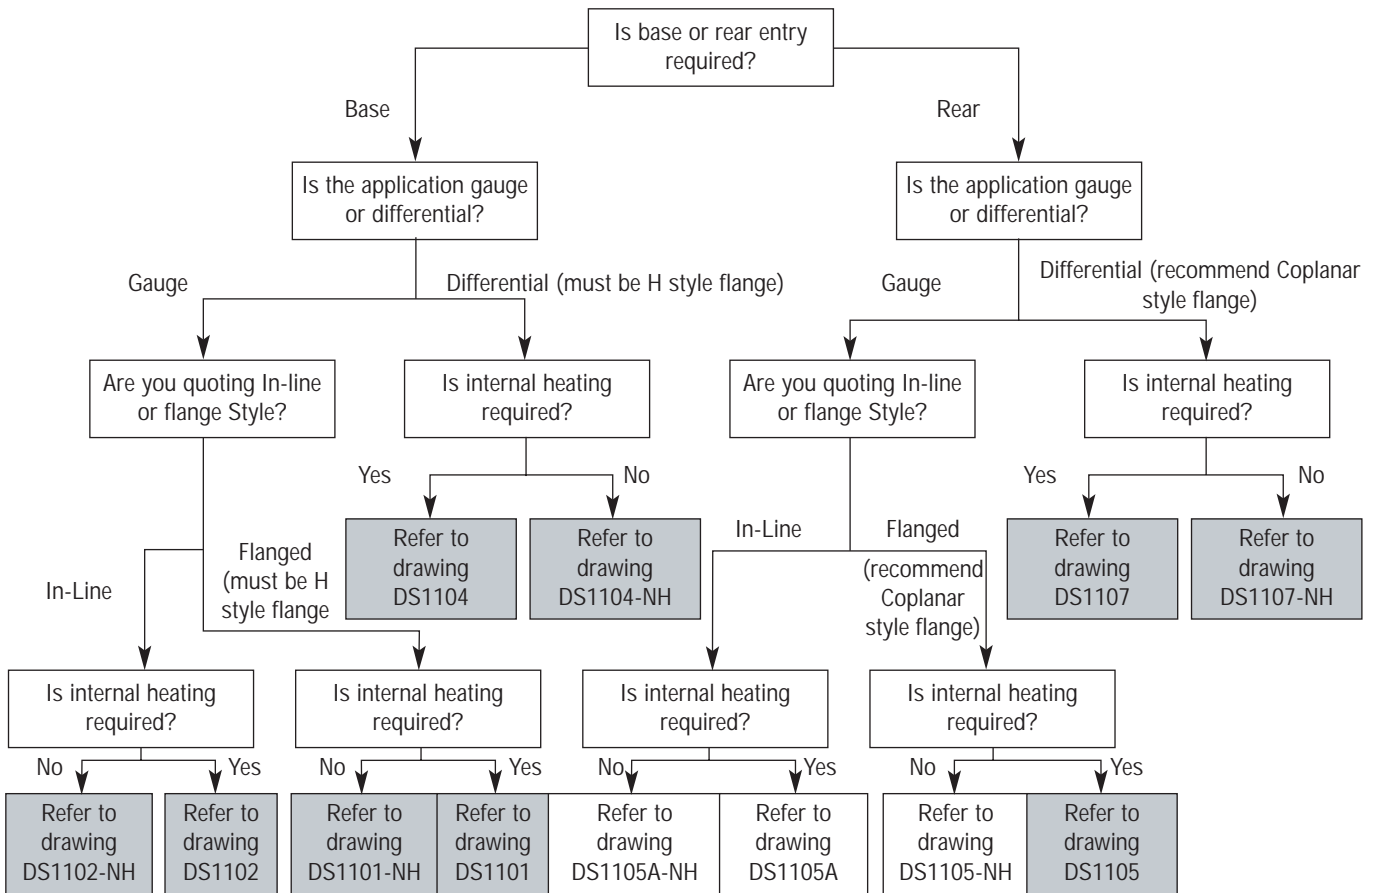 Is base or rear entry
required?
Base
Rear
Is the application gauge
or differential?
Is the application gauge
or differential?
Gauge
Differential (must be H style flange)
Gauge
Differential (recommend Coplanar
style flange)
Are you quoting In-line
or flange Style?
Is internal heating
required?
Are you quoting In-line
or flange Style?
Is internal heating
required?
Yes
No
Yes
No
Refer to
drawing
DS1104
Refer to
drawing
DS1104-NH
Refer to
drawing
DS1107
Refer to
drawing
DS1107-NH
In-Line
Flanged
(must be H
style flange
In-Line
Flanged
(recommend
Coplanar
style flange)
Is internal heating
required?
Is internal heating
required?
Is internal heating
required?
Is internal heating
required?
No
Yes
No
Yes
No
Yes
No
Yes
Refer to
drawing
DS1102-NH
Refer to
drawing
DS1102
Refer to
drawing
DS1101-NH
Refer to
drawing
DS1101
Refer to
drawing
DS1105A-NH
Refer to
drawing
DS1105A
Refer to
drawing
DS1105-NH
Refer to
drawing
DS1105